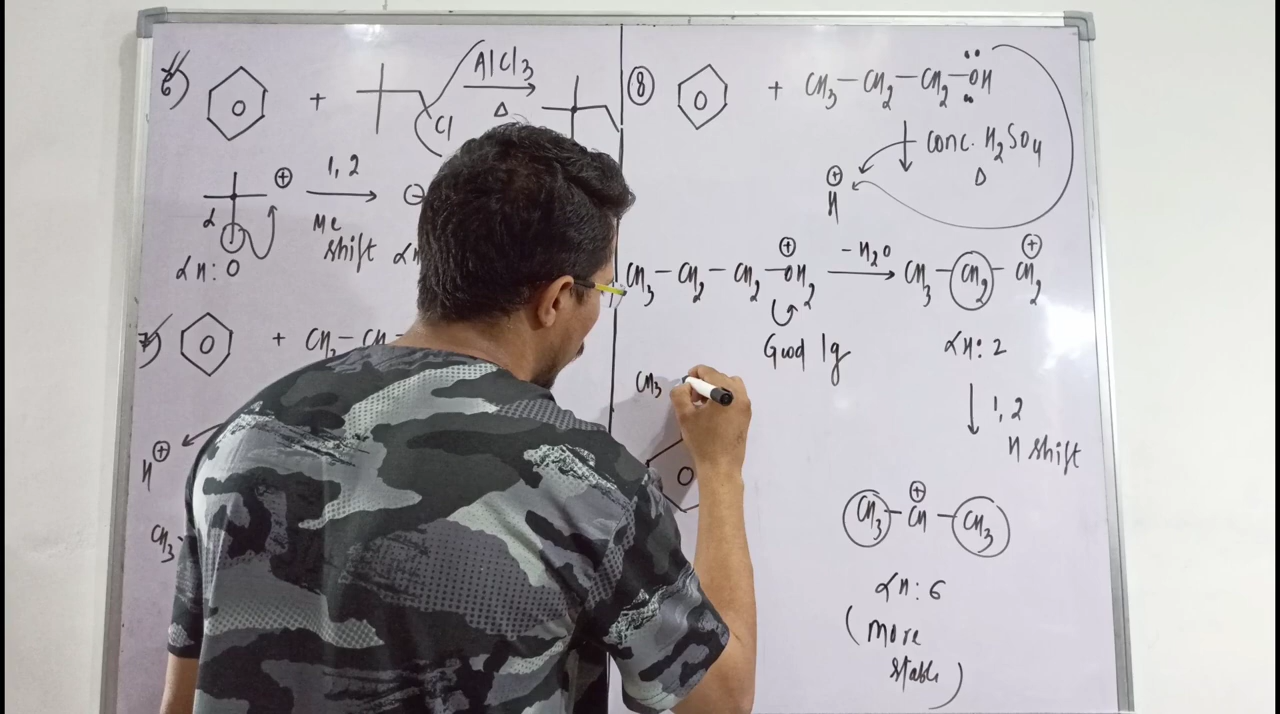 6)
+
Cl
AlCl3
Δ
⊕
1, 2
Me
shift
α
αH: 0
⊖
7)
+ CH3-CH
H⊕
CH3
⑧
+ CH3-CH2-CH2-ÖH
conc. H2SO4
Δ
⊕
H
CH3-CH2-CH2-⊕OH2
-H2O
CH3-CH2-⊕CH2
Good lg
αH: 2
1, 2
H shift
CH3
CH3-⊕CH-CH3
αH: 6
(More
stable)